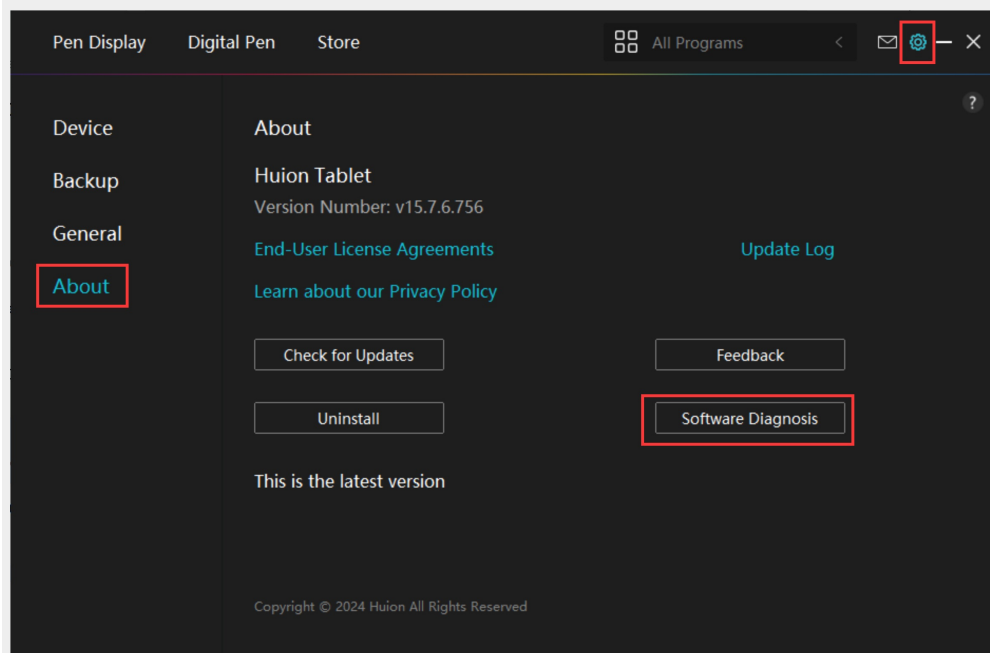 Pen Display Digital Pen Store All Programs
?
Device
Backup
General
About
About
Huion Tablet
Version Number: v15.7.6.756
End-User License Agreements Update Log
Learn about our Privacy Policy
Check for Updates Feedback
Uninstall Software Diagnosis
This is the latest version
Copyright © 2024 Huion All Rights Reserved